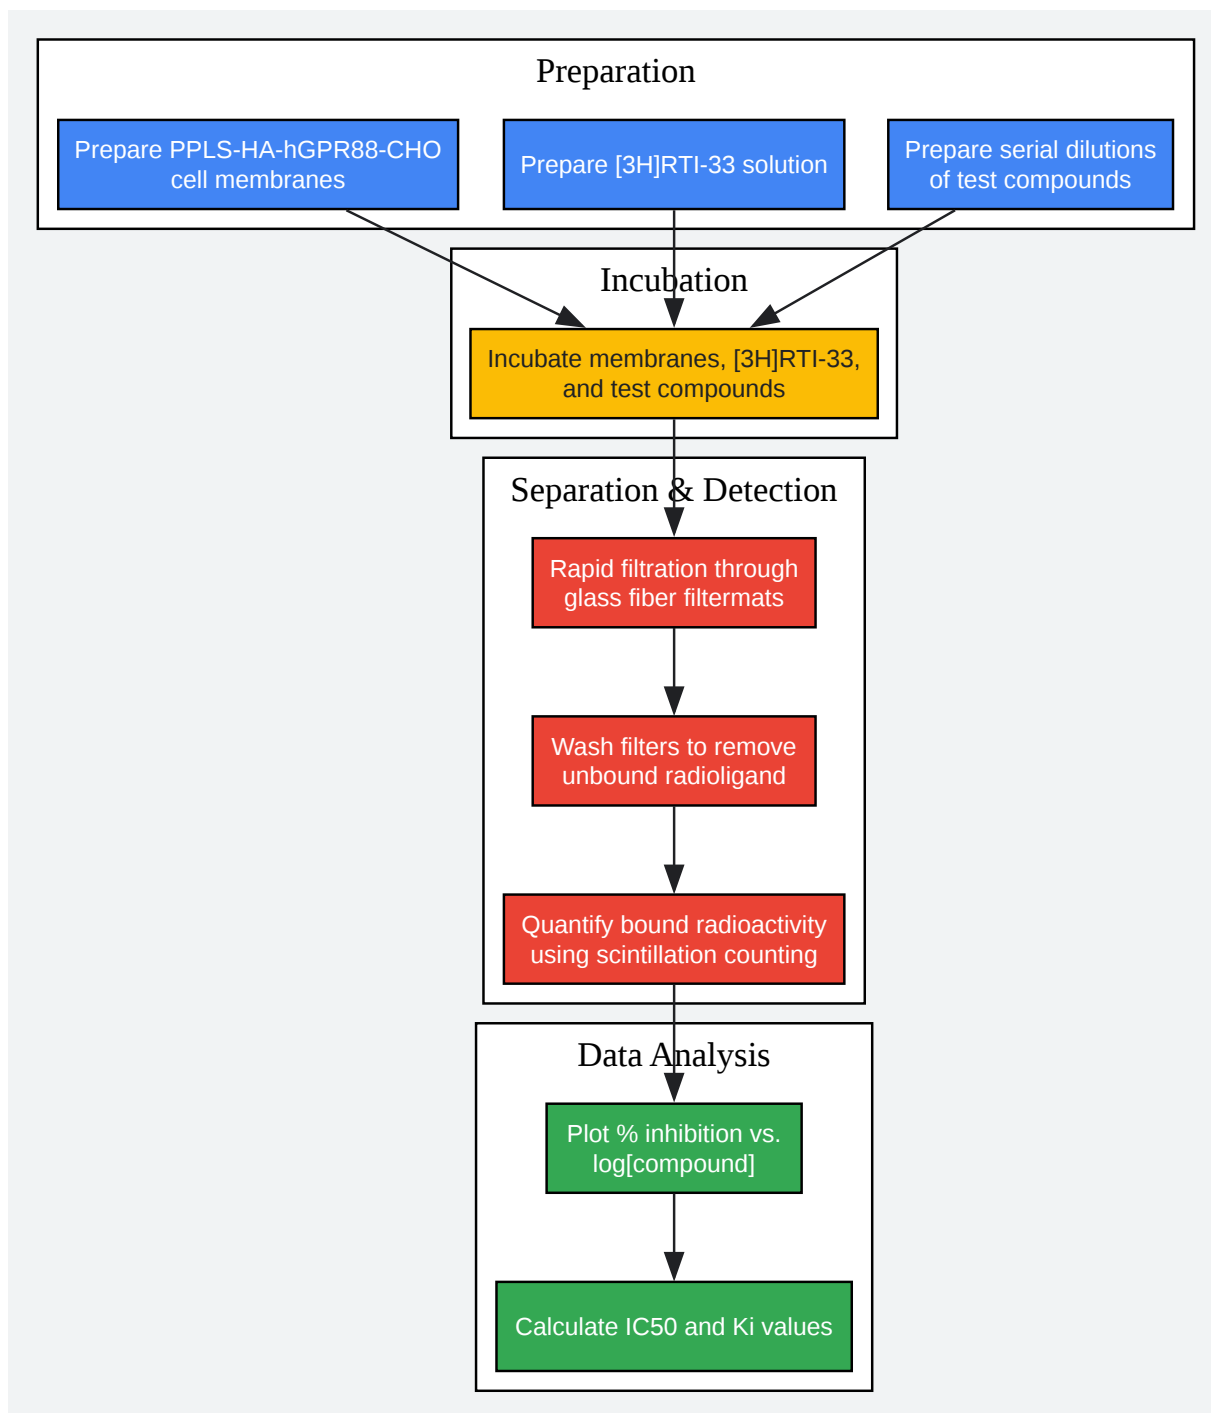 Preparation
Prepare PPLS-HA-hGPR88-CHO
cell membranes
Prepare [3H]RTI-33 solution
Prepare serial dilutions
of test compounds
Incubation
Incubate membranes, [3H]RTI-33,
and test compounds
Separation & Detection
Rapid filtration through
glass fiber filtermats
Wash filters to remove
unbound radioligand
Quantify bound radioactivity
using scintillation counting
Data Analysis
Plot % inhibition vs.
log[compound]
Calculate IC50 and Ki values